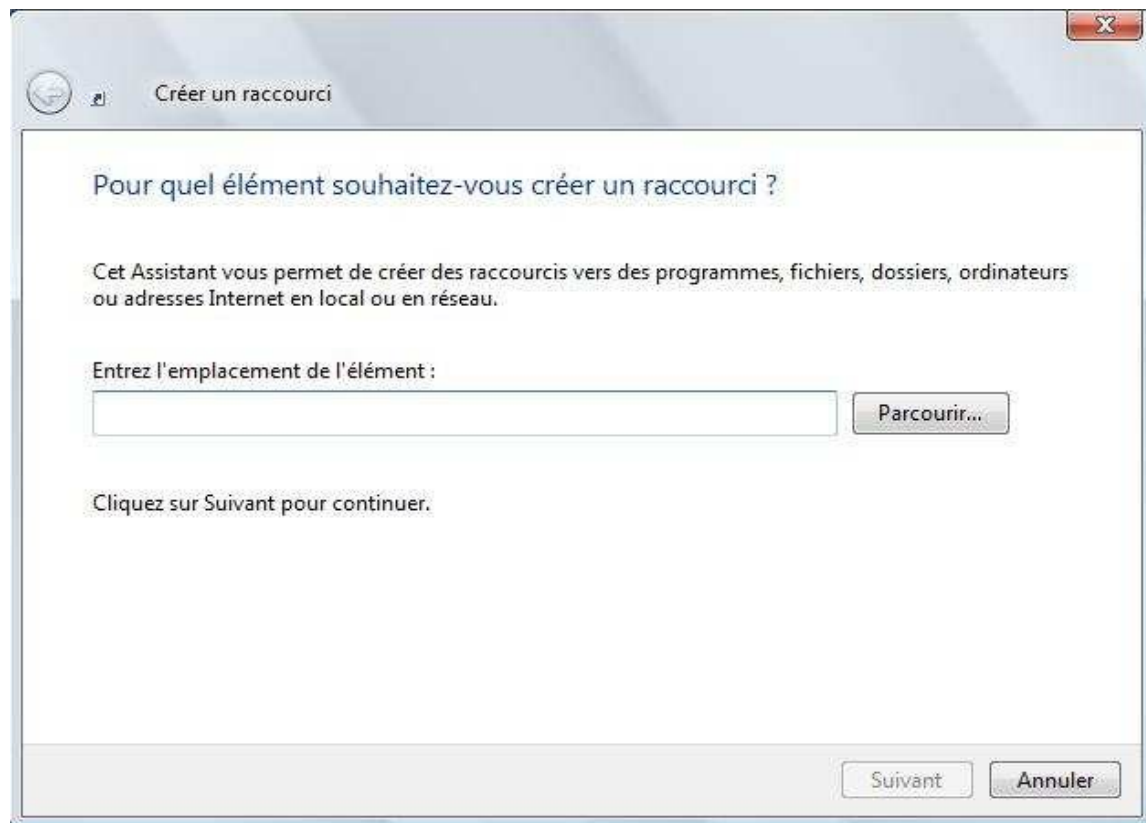 Créer un raccourci
Pour quel élément souhaitez-vous créer un raccourci ?
Cet Assistant vous permet de créer des raccourcis vers des programmes, fichiers, dossiers, ordinateurs
ou adresses Internet en local ou en réseau.
Entrez l'emplacement de l'élément :
Parcourir...
Cliquez sur Suivant pour continuer.
Suivant
Annuler